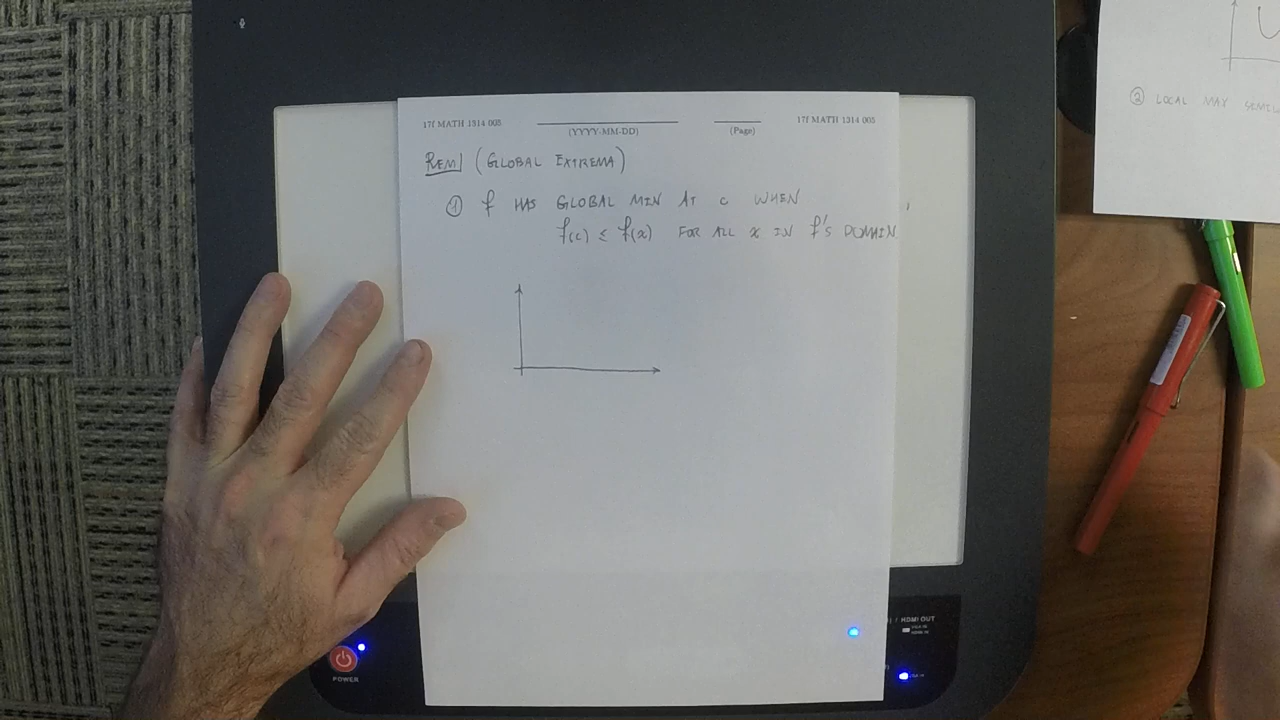 17f MATH 1314 005
(YYYY-MM-DD)
(Page)
17f MATH 1314 005
REM (GLOBAL EXTREMA)
① f HAS GLOBAL MIN AT c WHEN
f(c) ≤ f(x) FOR ALL x IN f'S DOMAIN
② LOCAL MAX
POWER
HDMI OUT